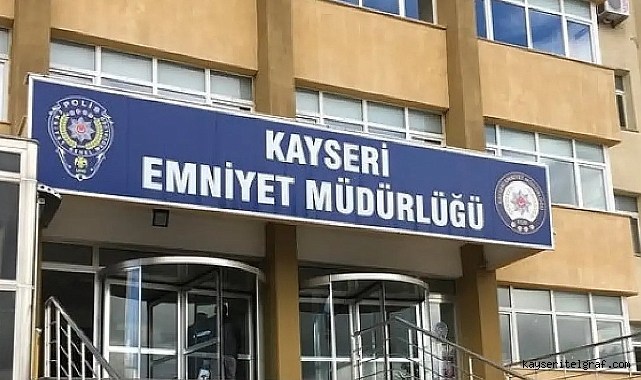 POLİS
KAYSERİ
EMNİYET MÜDÜRLÜĞÜ
kayseritelgraf.com